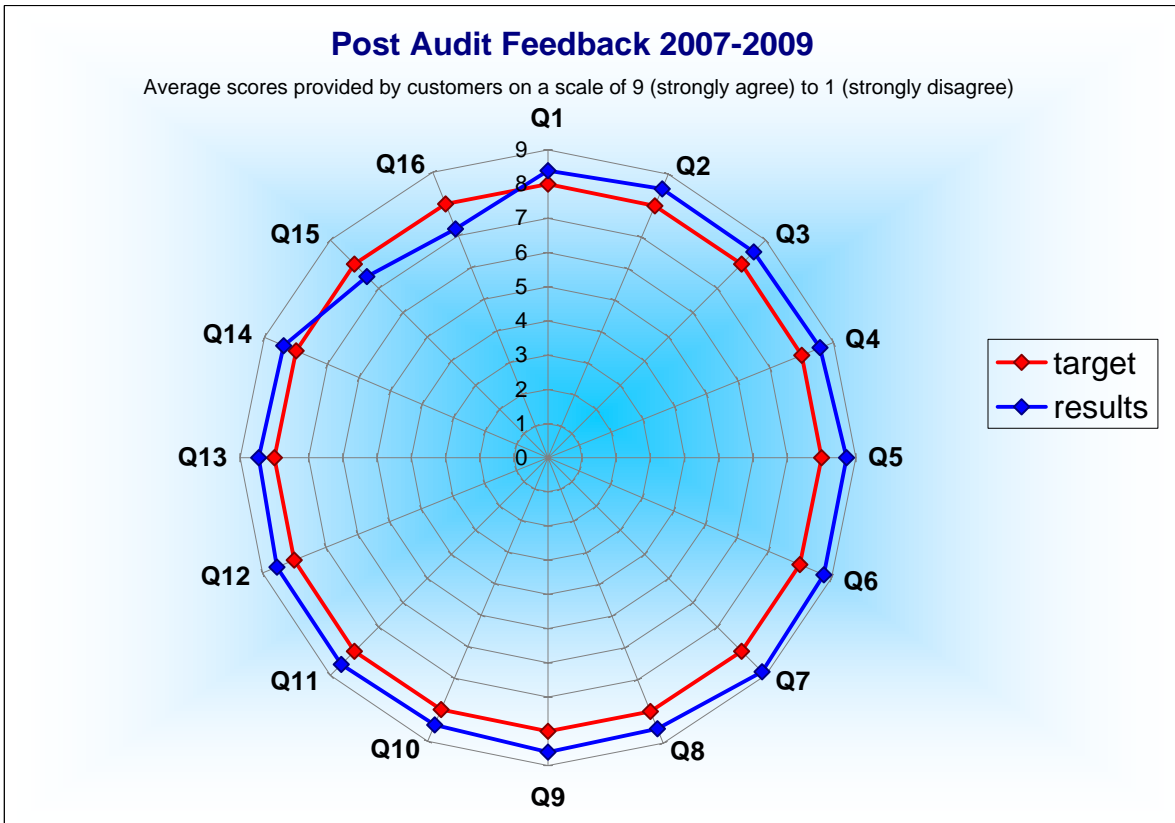 Post Audit Feedback 2007-2009
Average scores provided by customers on a scale of 9 (strongly agree) to 1 (strongly disagree)
Q1
Q2
Q3
Q4
Q5
Q6
Q7
Q8
Q9
Q10
Q11
Q12
Q13
Q14
Q15
Q16
9
8
7
6
5
4
3
2
1
0
target
results